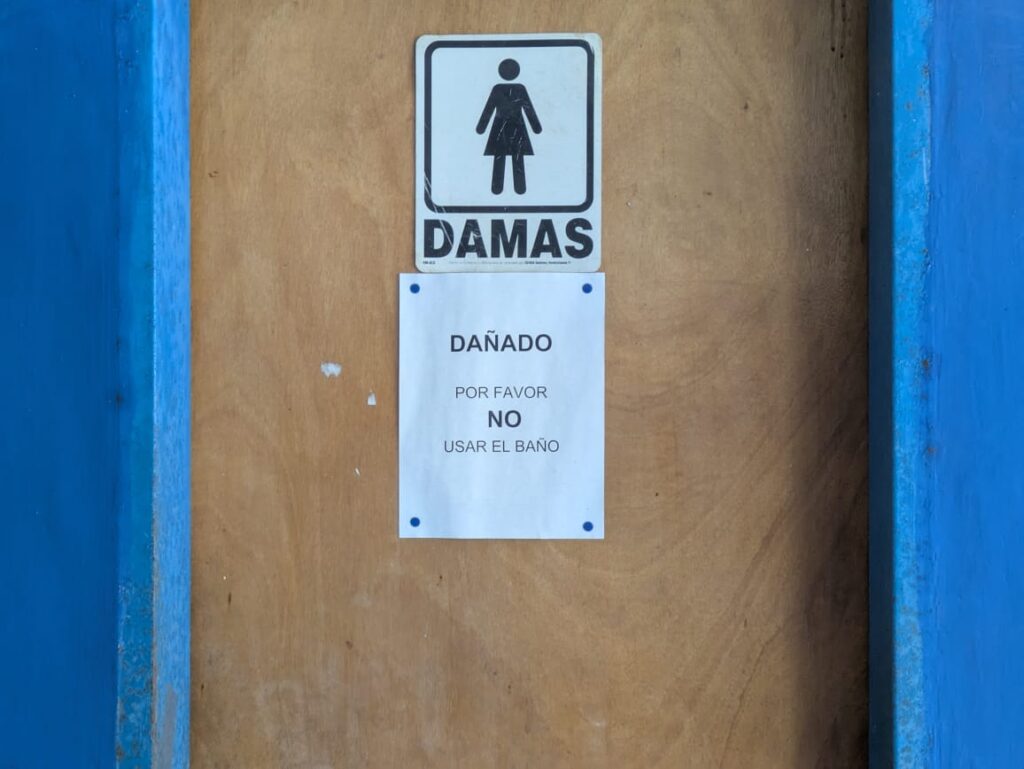 DAMAS
DAÑADO
POR FAVOR
NO
USAR EL BAÑO